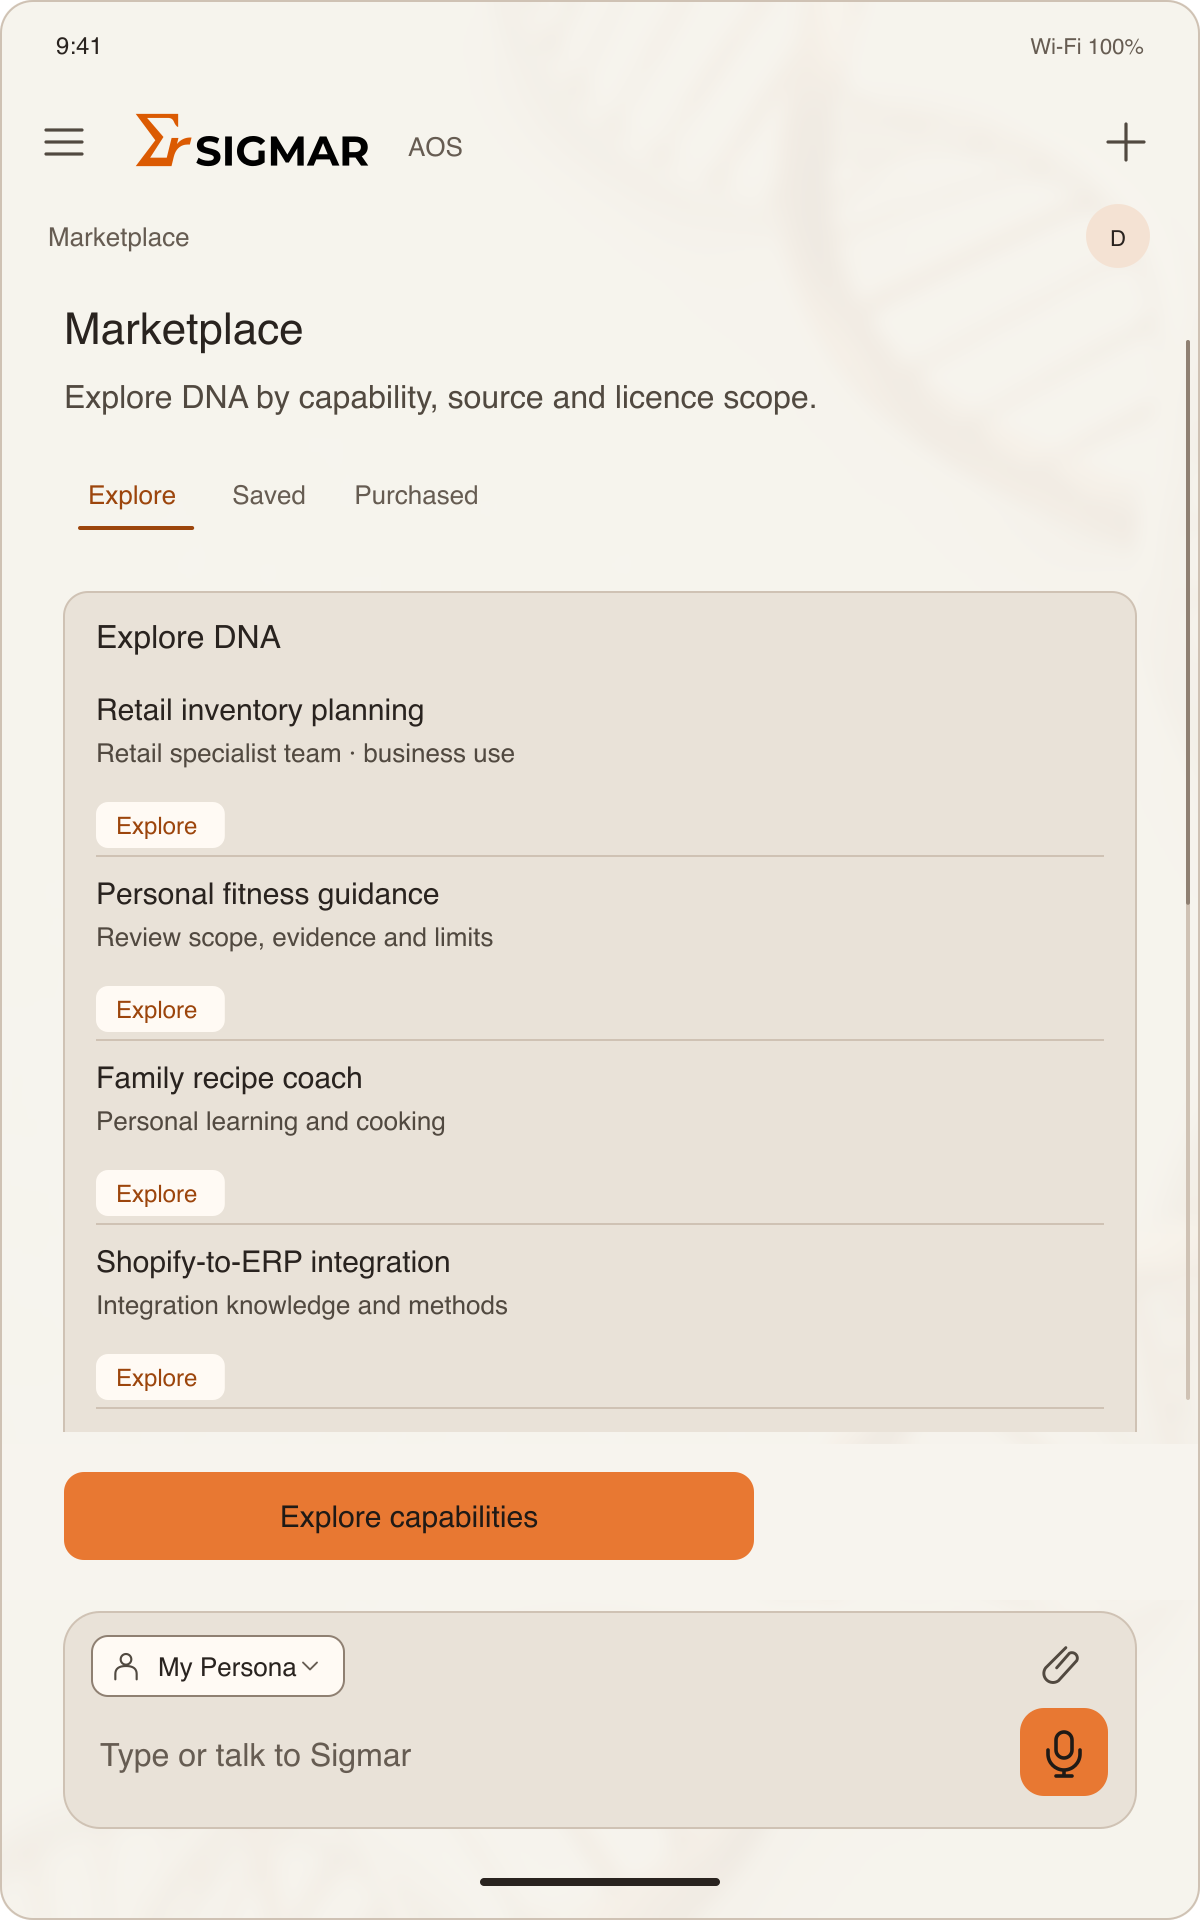 9:41
Wi-Fi 100%
Σr SIGMAR AOS
Marketplace
D
Marketplace
Explore DNA by capability, source and licence scope.
Explore Saved Purchased
Explore DNA
Retail inventory planning
Retail specialist team · business use
Explore
Personal fitness guidance
Review scope, evidence and limits
Explore
Family recipe coach
Personal learning and cooking
Explore
Shopify-to-ERP integration
Integration knowledge and methods
Explore
Explore capabilities
My Persona
Type or talk to Sigmar